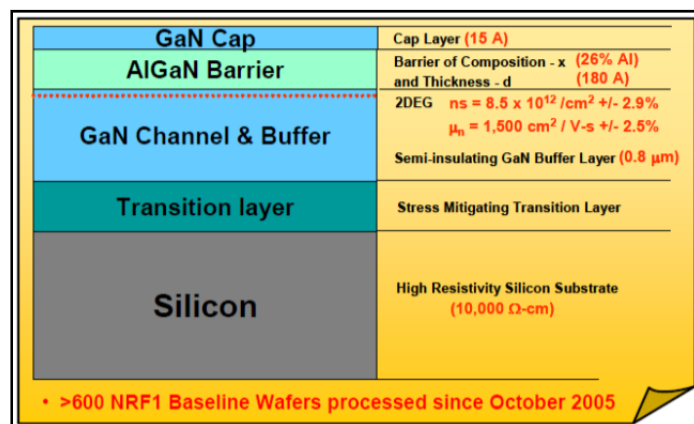 GaN Cap
Cap Layer (15 A)
AlGaN Barrier
Barrier of Composition - x (26% Al)
and Thickness - d (180 A)
2DEG ns = 8.5 x 10¹² /cm² +/- 2.9%
µn = 1,500 cm² / V-s +/- 2.5%
GaN Channel & Buffer
Semi-insulating GaN Buffer Layer (0.8 µm)
Transition layer
Stress Mitigating Transition Layer
Silicon
High Resistivity Silicon Substrate
(10,000 Ω-cm)
• >600 NRF1 Baseline Wafers processed since October 2005